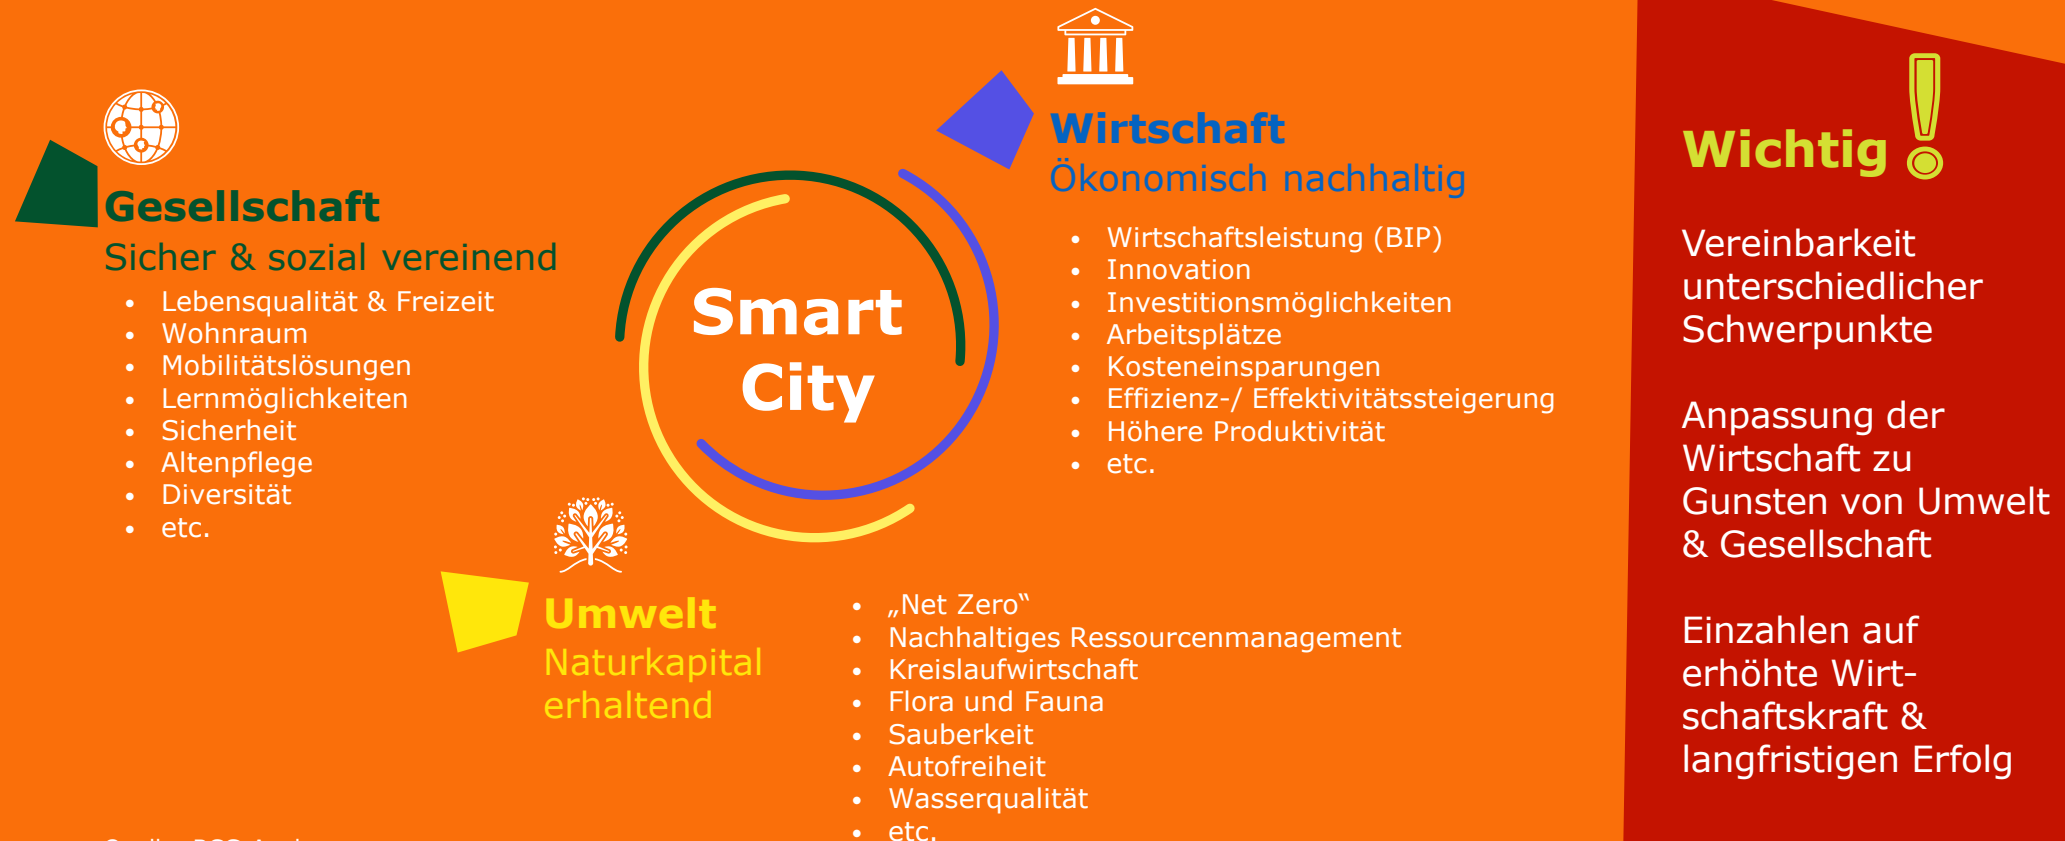 Gesellschaft
Sicher & sozial vereinend
• Lebensqualität & Freizeit
• Wohnraum
• Mobilitätslösungen
• Lernmöglichkeiten
• Sicherheit
• Altenpflege
• Diversität
• etc.
Smart
City
Wirtschaft
Ökonomisch nachhaltig
• Wirtschaftsleistung (BIP)
• Innovation
• Investitionsmöglichkeiten
• Arbeitsplätze
• Kosteneinsparungen
• Effizienz-/ Effektivitätssteigerung
• Höhere Produktivität
• etc.
Umwelt
Naturkapital
erhaltend
• „Net Zero“
• Nachhaltiges Ressourcenmanagement
• Kreislaufwirtschaft
• Flora und Fauna
• Sauberkeit
• Autofreiheit
• Wasserqualität
• etc.
Wichtig
Vereinbarkeit
unterschiedlicher
Schwerpunkte
Anpassung der
Wirtschaft zu
Gunsten von Umwelt
& Gesellschaft
Einzahlen auf
erhöhte Wirt-
schaftskraft &
langfristigen Erfolg